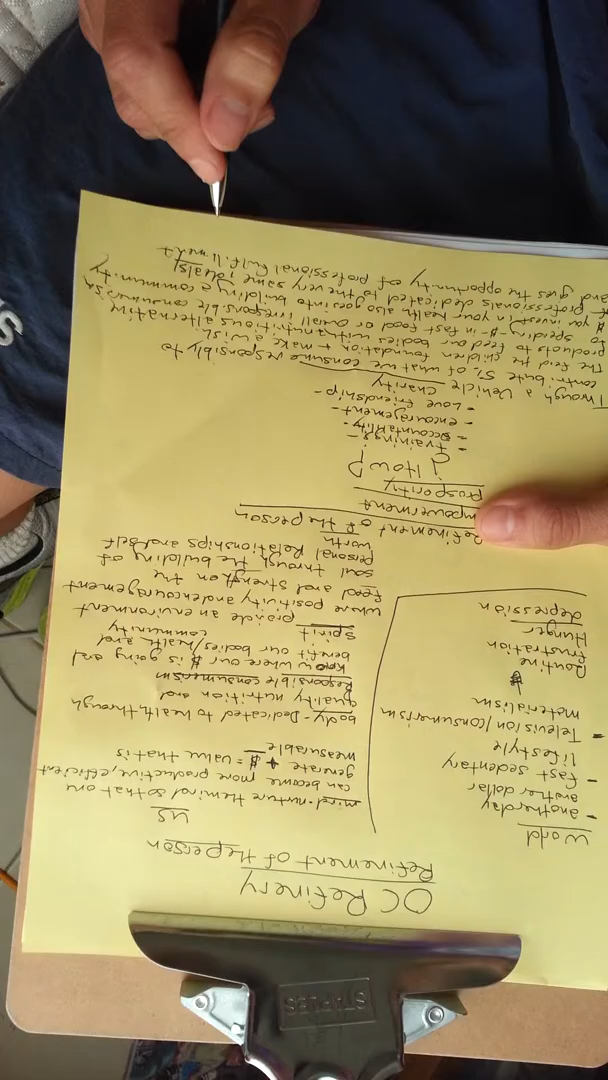 OC Refinery
Refinement of the person
World
- another day
another dollar
- fast sedentary
lifestyle
- Television/consumerism
materialism
$
Routine
frustration
Hunger
depression
us
mind-nurture the mind so that one
can become more productive, efficient
generate + $ = value that is
measurable
body- Dedicated to health through
quality nutrition and
Responsible consumerism
know where our $ is going and
benefit our bodies/health and
community
Spirit
provide an environment
where positivity and encouragement
feed and strengthen the
soul through the building of
personal Relationships and self
worth
Refinement of the person
empowerment
prosperity
¿ How?
- trainings-
- accountability-
- encouragement-
- Love friendship-
Through a vehicle charity
contribute 5% of what we consume responsibly to
The feed the children foundation + make a wish.
products to feed our bodies with nutritious alternative
to spending $ in fast food or overall irresponsible consumerism
$ you invest in your health also goes into building a community
of professionals dedicated to the very same ideals
and gives the opportunity of professional fulfillment
STAPLES